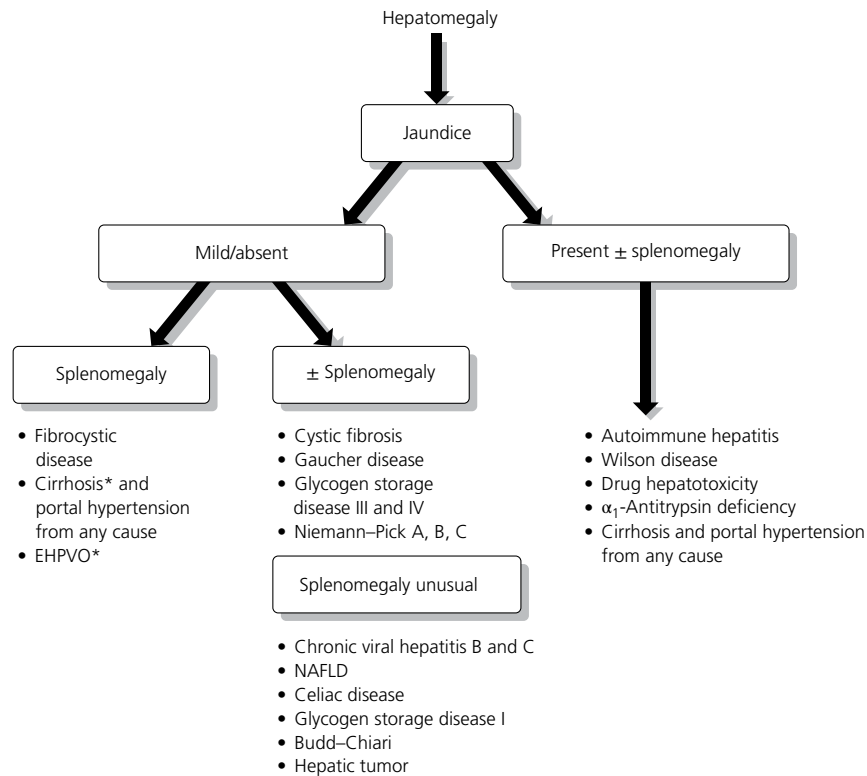 Hepatomegaly
Jaundice
Mild/absent
Present ± splenomegaly
Splenomegaly
• Fibrocystic
disease
• Cirrhosis* and
portal hypertension
from any cause
• EHPVO*
± Splenomegaly
• Cystic fibrosis
• Gaucher disease
• Glycogen storage
disease III and IV
• Niemann–Pick A, B, C
Splenomegaly unusual
• Chronic viral hepatitis B and C
• NAFLD
• Celiac disease
• Glycogen storage disease I
• Budd–Chiari
• Hepatic tumor
• Autoimmune hepatitis
• Wilson disease
• Drug hepatotoxicity
• α₁-Antitrypsin deficiency
• Cirrhosis and portal hypertension
from any cause